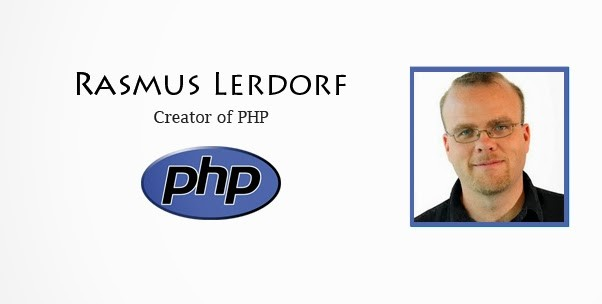 Rasmus Lerdorf
Creator of PHP
php